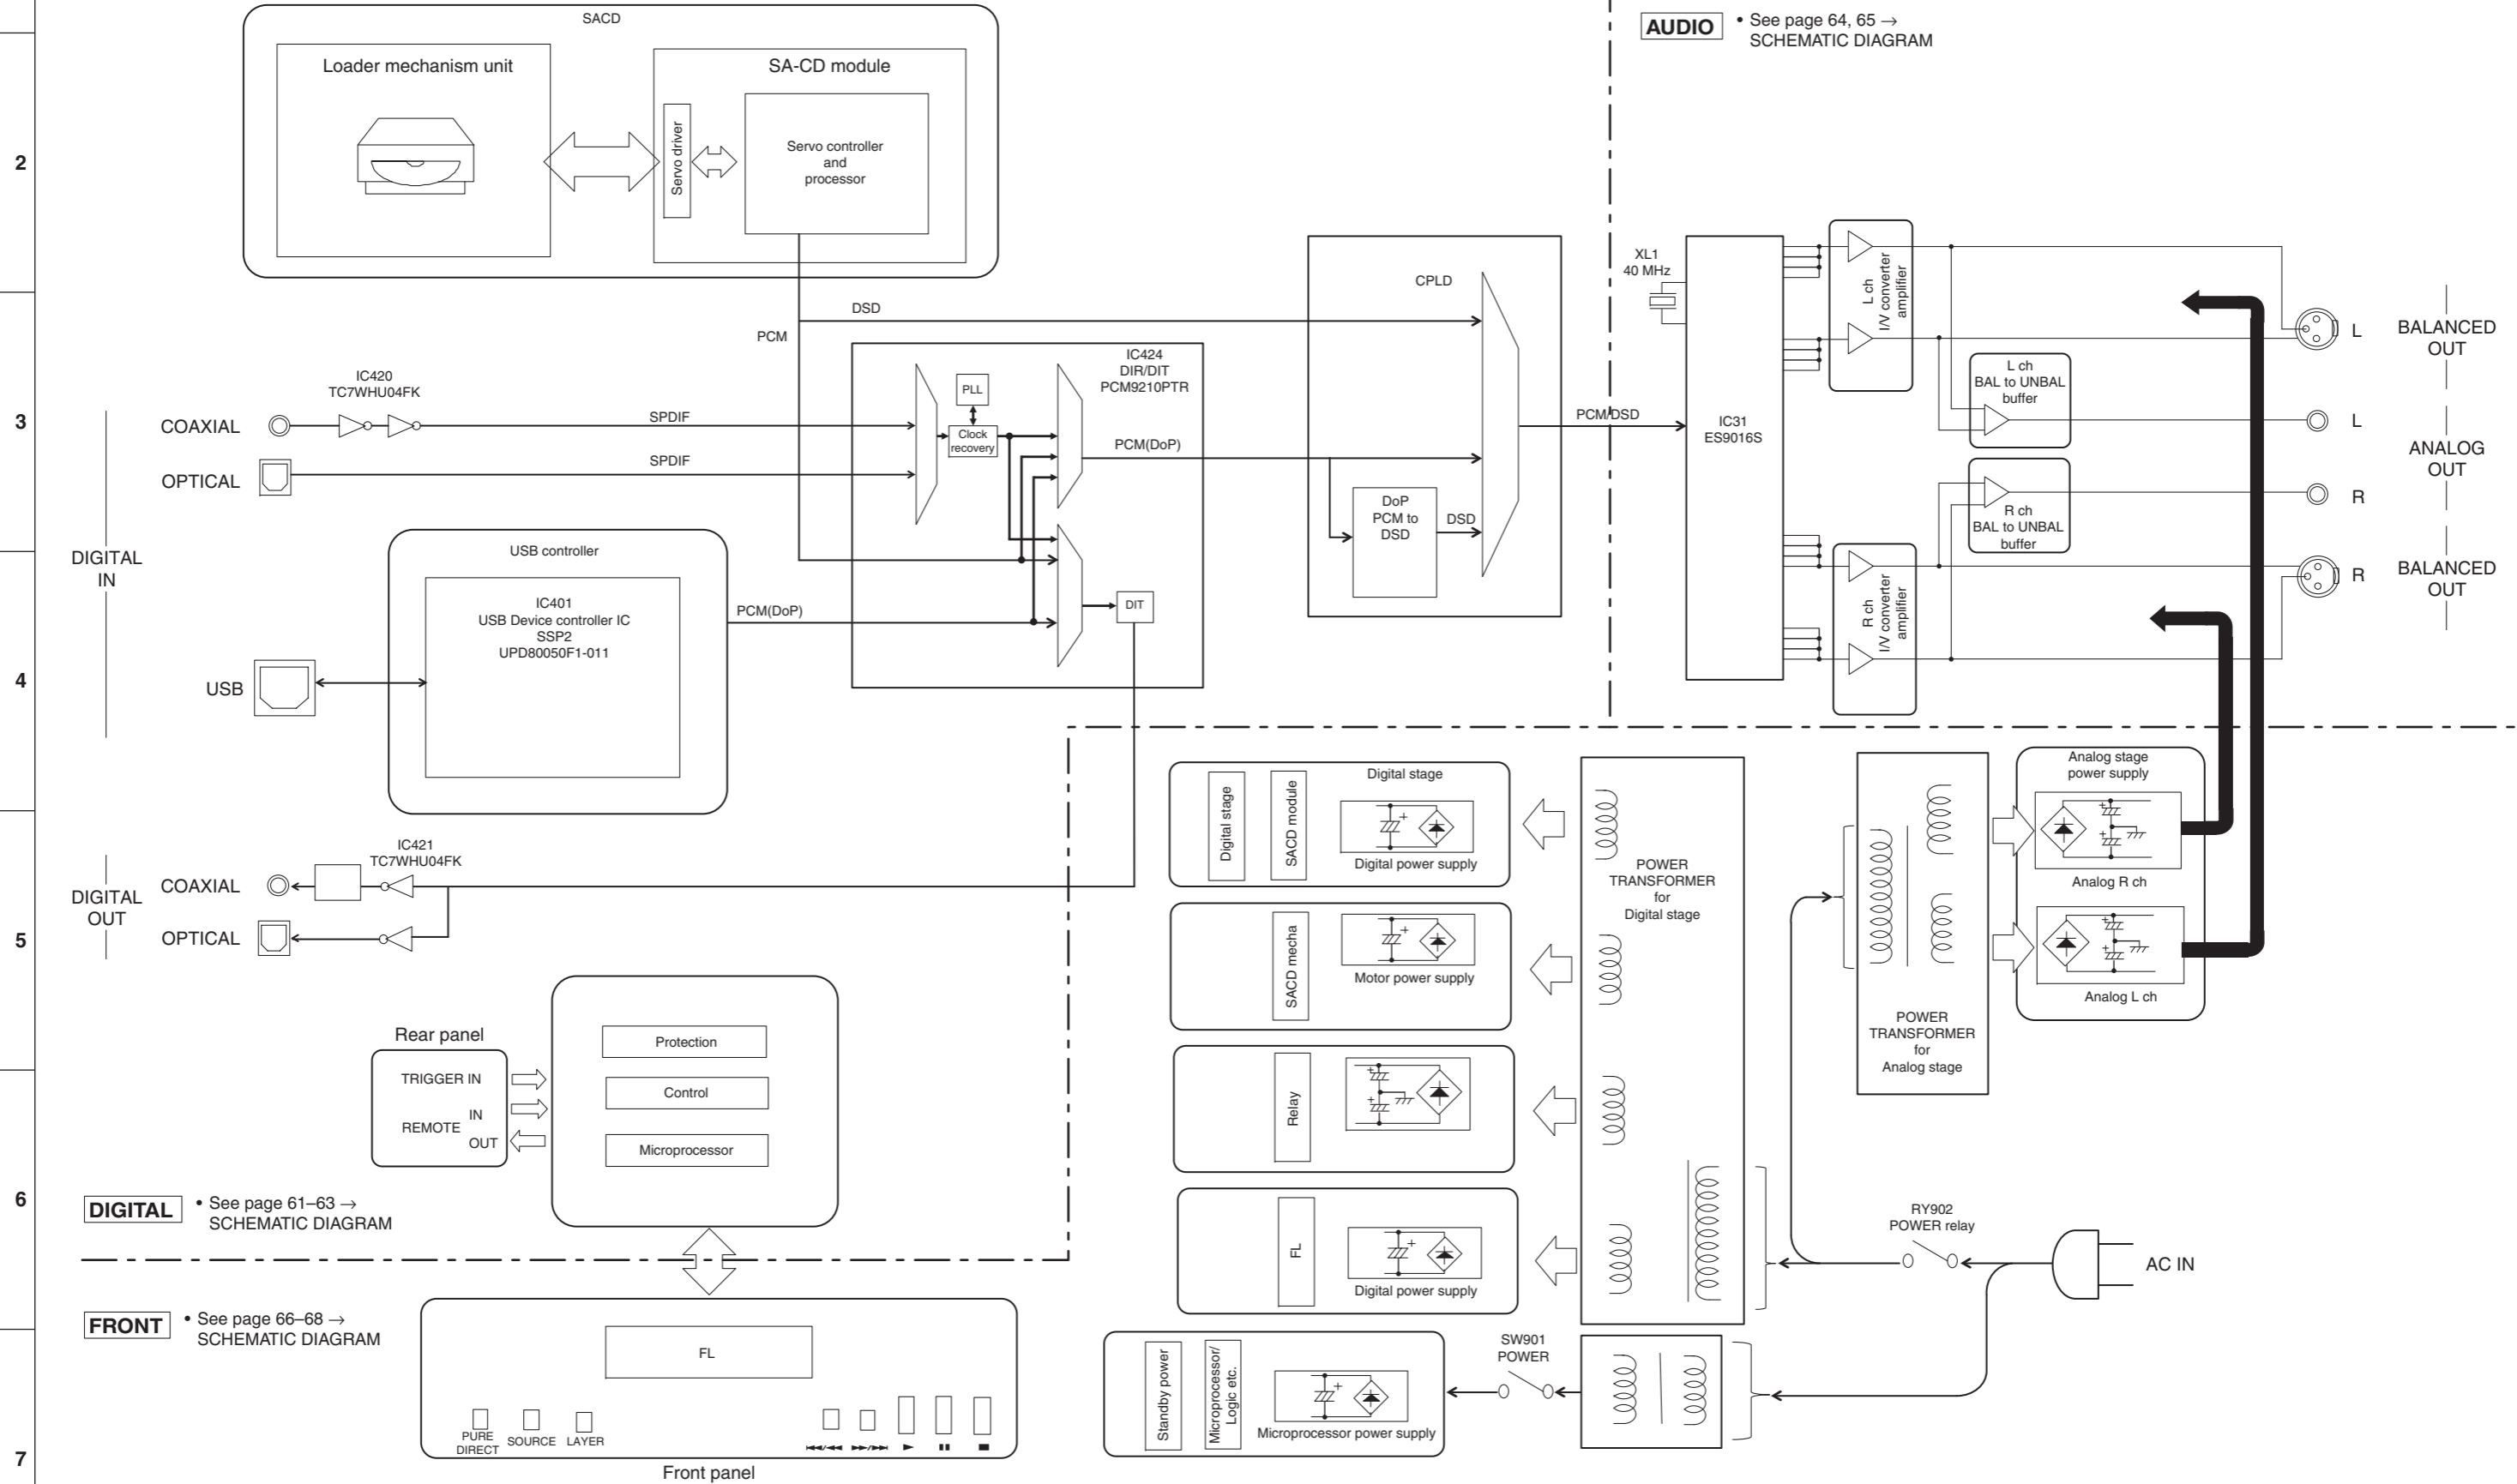 SACD
AUDIO
• See page 64, 65 →
SCHEMATIC DIAGRAM
Loader mechanism unit
SA-CD module
Servo driver
Servo controller
and
processor
2
XL1
40 MHz
CPLD
L ch
I/V converter
amplifier
DSD
PCM
L
BALANCED
OUT
IC424
DIR/DIT
PCM9210PTR
IC420
TC7WHU04FK
PLL
L ch
BAL to UNBAL
buffer
3
COAXIAL
SPDIF
Clock
recovery
PCM/DSD
IC31
ES9016S
L
PCM(DoP)
ANALOG
OUT
OPTICAL
SPDIF
DoP
PCM to
DSD
DSD
R
R ch
BAL to UNBAL
buffer
DIGITAL
IN
USB controller
R
BALANCED
OUT
IC401
USB Device controller IC
SSP2
UPD80050F1-011
PCM(DoP)
DIT
R ch
I/V converter
amplifier
4
USB
Analog stage
power supply
Digital stage
Digital stage
SACD module
Digital power supply
POWER
TRANSFORMER
for
Digital stage
Analog R ch
IC421
TC7WHU04FK
DIGITAL
OUT
COAXIAL
5
OPTICAL
SACD mecha
Motor power supply
Analog L ch
POWER
TRANSFORMER
for
Analog stage
Rear panel
Protection
TRIGGER IN
Control
REMOTE
IN
OUT
Microprocessor
Relay
6
DIGITAL
• See page 61–63 →
SCHEMATIC DIAGRAM
RY902
POWER relay
FL
Digital power supply
AC IN
FRONT
• See page 66–68 →
SCHEMATIC DIAGRAM
FL
SW901
POWER
Standby power
Microprocessor/
Logic etc.
Microprocessor power supply
PURE
DIRECT
SOURCE
LAYER
7
Front panel